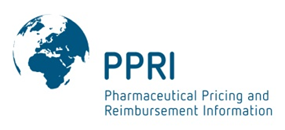 PPRI
Pharmaceutical Pricing and
Reimbursement Information